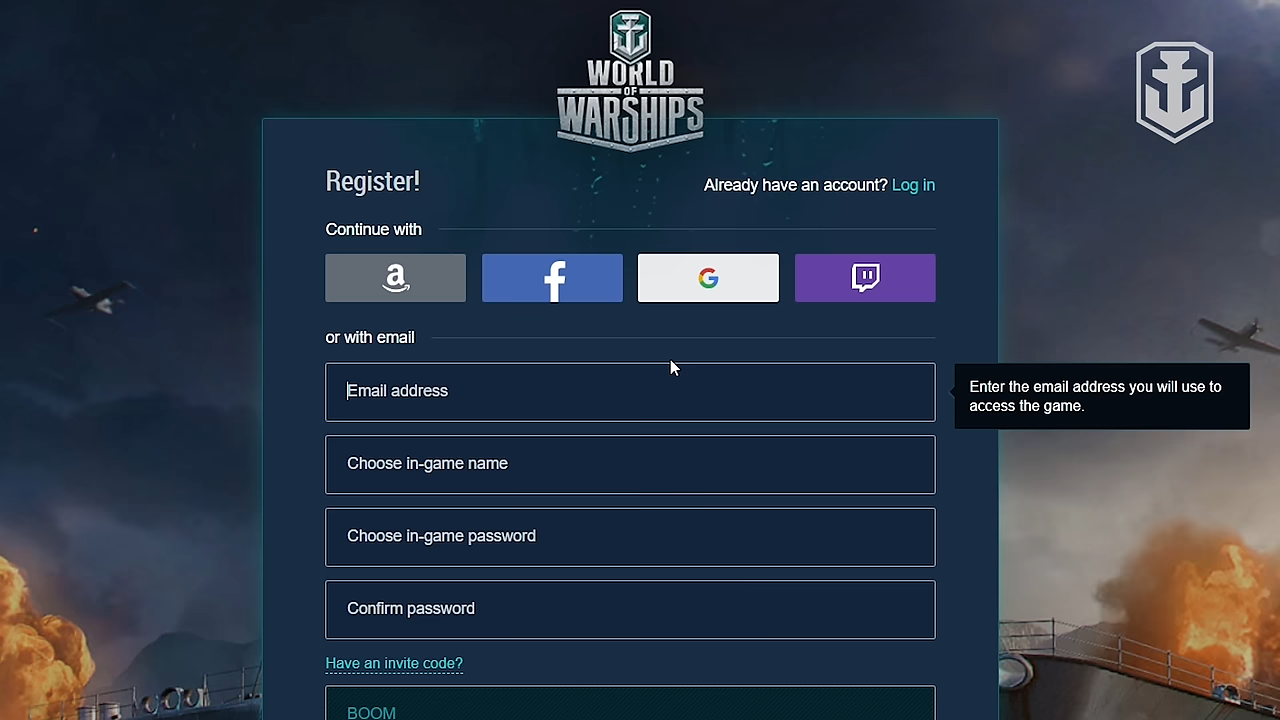 WORLD
OF
WARSHIPS
Register!
Already have an account? Log in
Continue with
or with email
Email address
Enter the email address you will use to
access the game.
Choose in-game name
Choose in-game password
Confirm password
Have an invite code?
BOOM